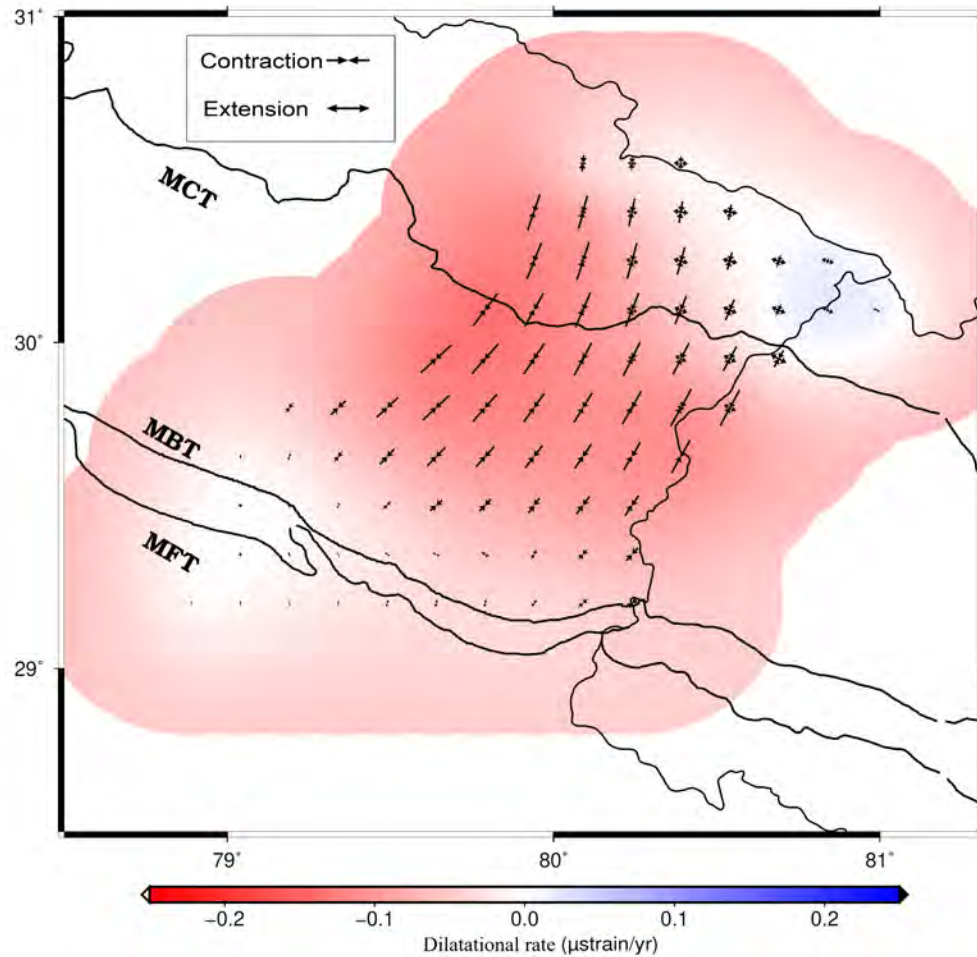 31°
Contraction
Extension
MCT
30°
MBT
MFT
29°
79° 80° 81°
−0.2 −0.1 0.0 0.1 0.2
Dilatational rate (µstrain/yr)